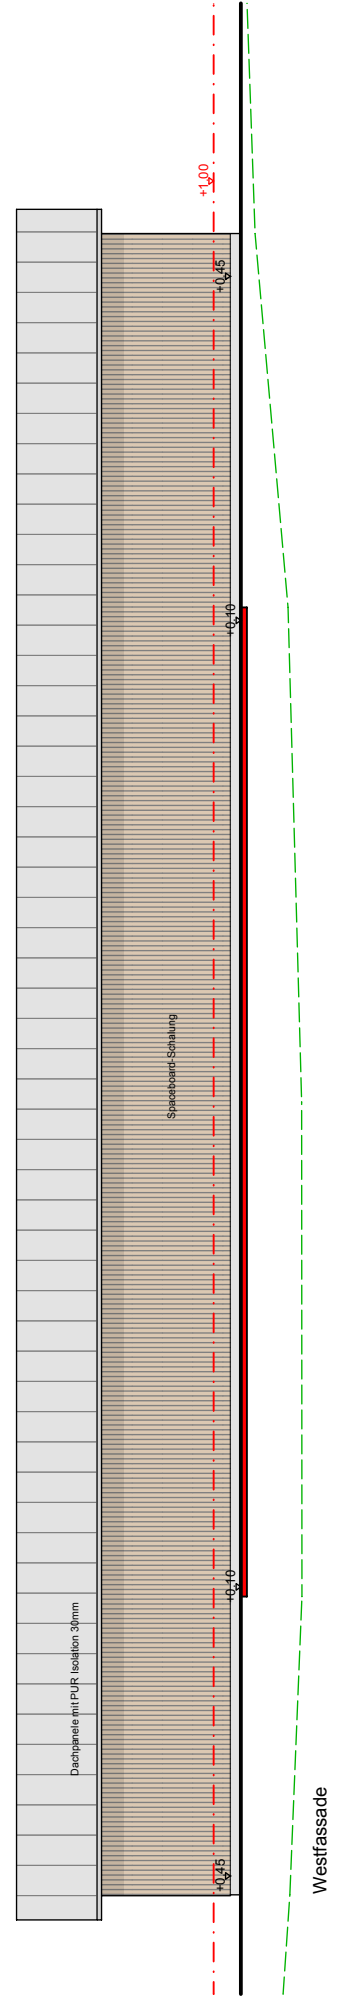 Dachpanele mit PUR Isolation 30mm
Spaceboard-Schalung
+0.45
+0.10
+0.10
+0.45
+1.00
Westfassade